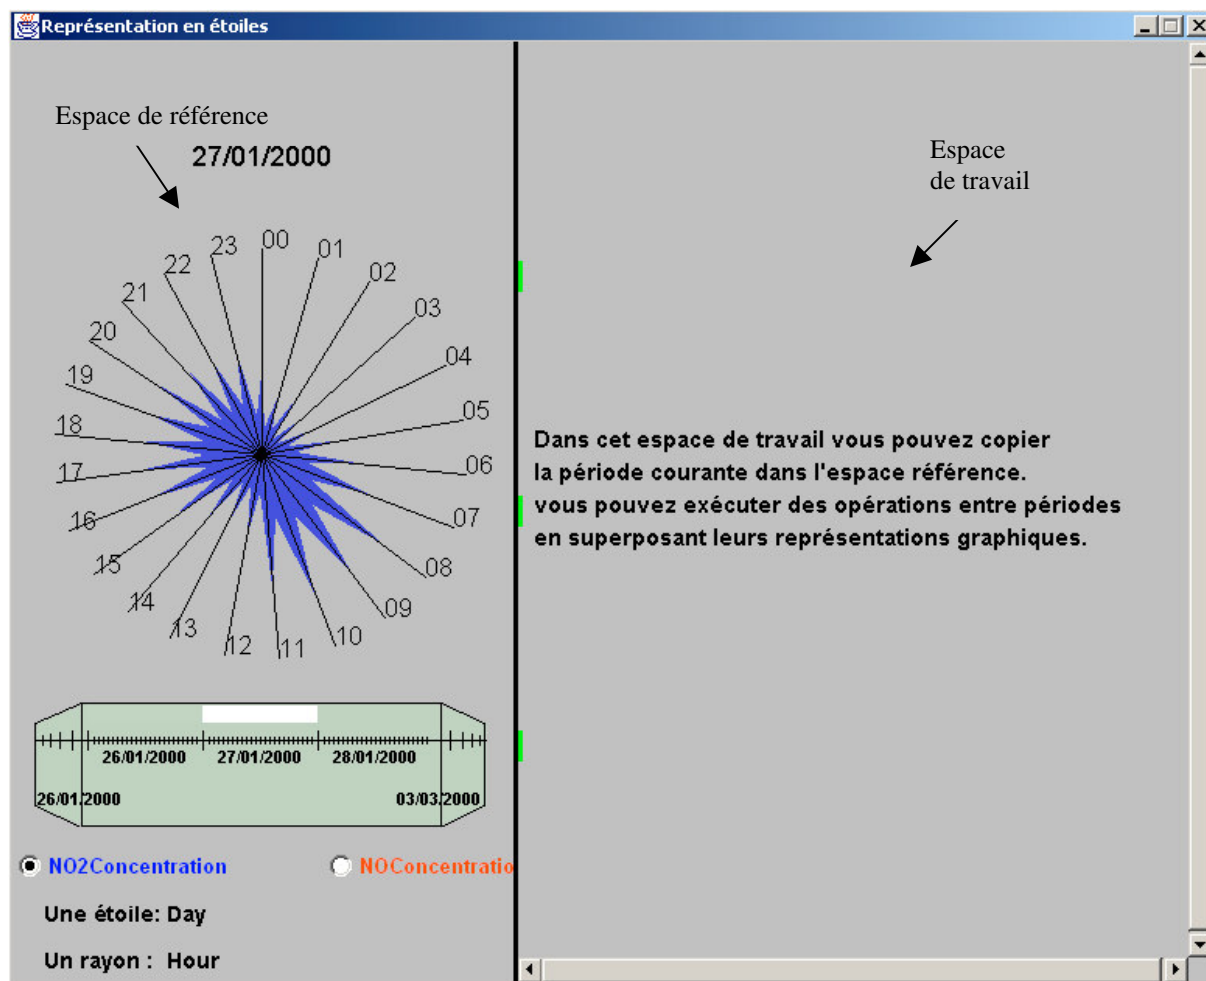 Représentation en étoiles
Espace de référence
27/01/2000
Espace
de travail
00
01
02
03
04
05
06
07
08
09
10
11
12
13
14
15
16
17
18
19
20
21
22
23
Dans cet espace de travail vous pouvez copier
la période courante dans l'espace référence.
vous pouvez exécuter des opérations entre périodes
en superposant leurs représentations graphiques.
26/01/2000 27/01/2000 28/01/2000
26/01/2000 03/03/2000
NO2Concentration NOConcentratio
Une étoile: Day
Un rayon : Hour